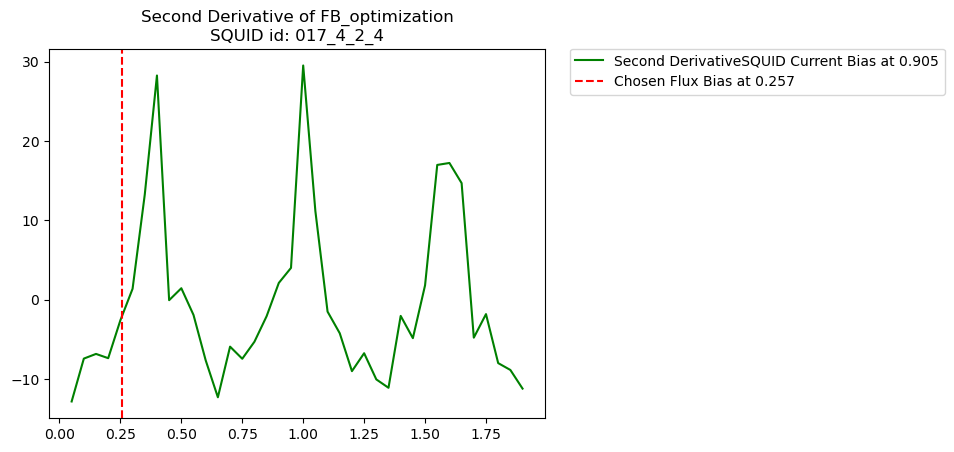 Second Derivative of FB_optimization
SQUID id: 017_4_2_4
Second DerivativeSQUID Current Bias at 0.905
Chosen Flux Bias at 0.257
30
20
10
0
−10
0.00 0.25 0.50 0.75 1.00 1.25 1.50 1.75